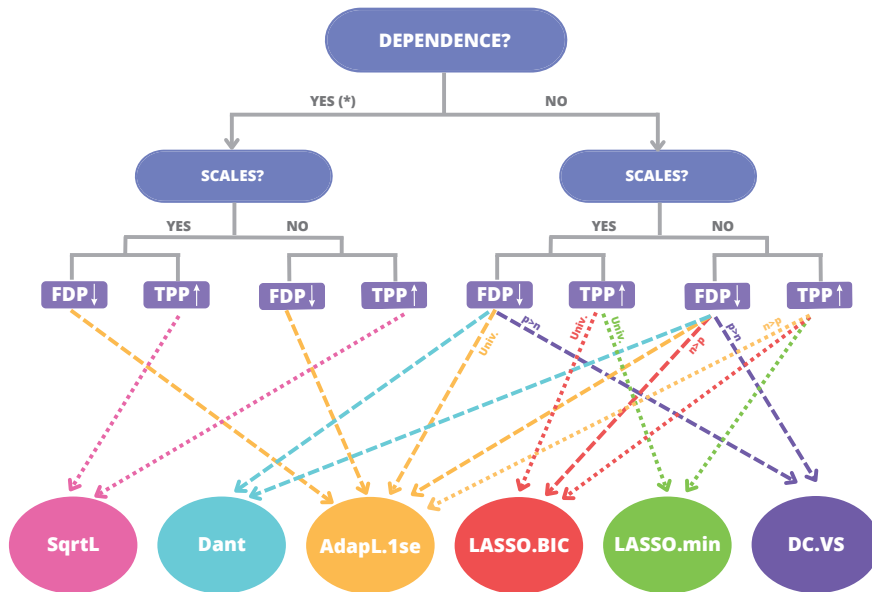 DEPENDENCE?
YES (*)
NO
SCALES?
SCALES?
YES
NO
YES
NO
FDP↓
TPP↑
FDP↓
TPP↑
FDP↓
TPP↑
FDP↓
TPP↑
Univ.
p>n
Univ.
Univ.
n>p
p>n
n>p
SqrtL
Dant
AdapL.1se
LASSO.BIC
LASSO.min
DC.VS